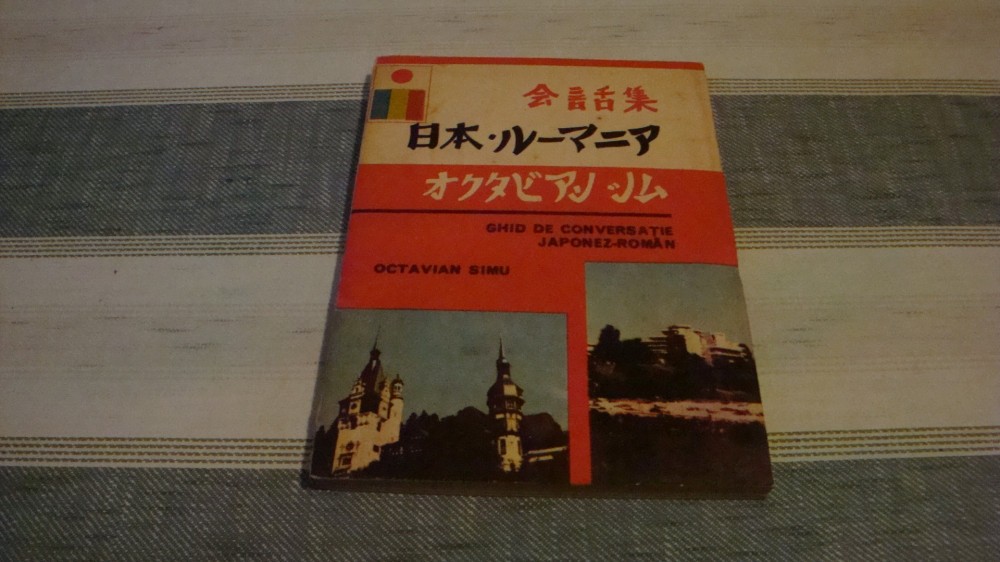 会話集
日本・ルーマニア
オクタビアン シム
GHID DE CONVERSAȚIE
JAPONEZ-ROMÂN
OCTAVIAN SIMU